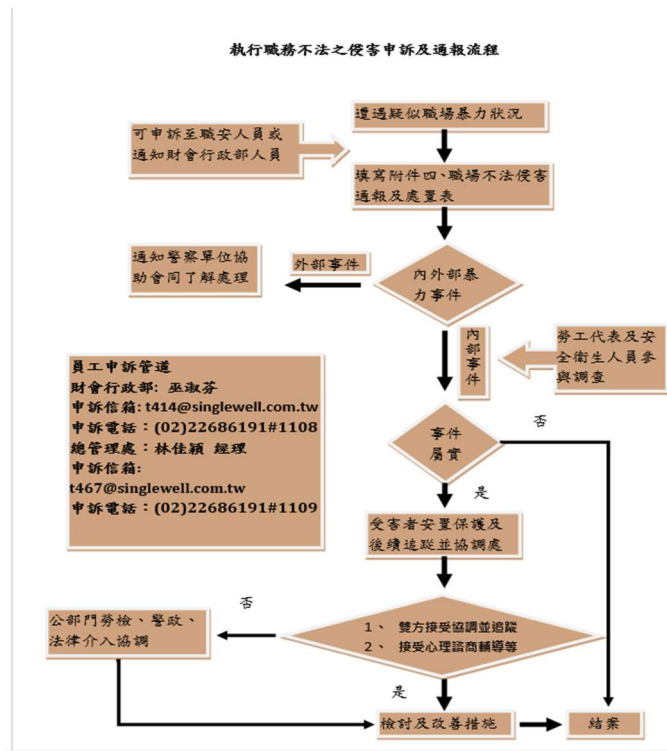 執行職務不法之侵害申訴及通報流程
遭遇疑似職場暴力狀況
可申訴至職安人員或
通知財會行政部人員
填寫附件四、職場不法侵害
通報及處置表
通知警察單位協
助會同了解處理
外部事件
內外部暴
力事件
內部事件
勞工代表及安
全衛生人員參
與調查
員工申訴管道
財會行政部: 巫淑芬
申訴信箱: t414@singlewell.com.tw
申訴電話：(02)22686191#1108
總管理處：林佳穎 經理
申訴信箱:
t467@singlewell.com.tw
申訴電話：(02)22686191#1109
事件
屬實
否
是
受害者安置保護及
後續追蹤並協調處
否
公部門勞檢、警政、
法律介入協調
1、 雙方接受協調並追蹤
2、 接受心理諮商輔導等
是
檢討及改善措施
結案